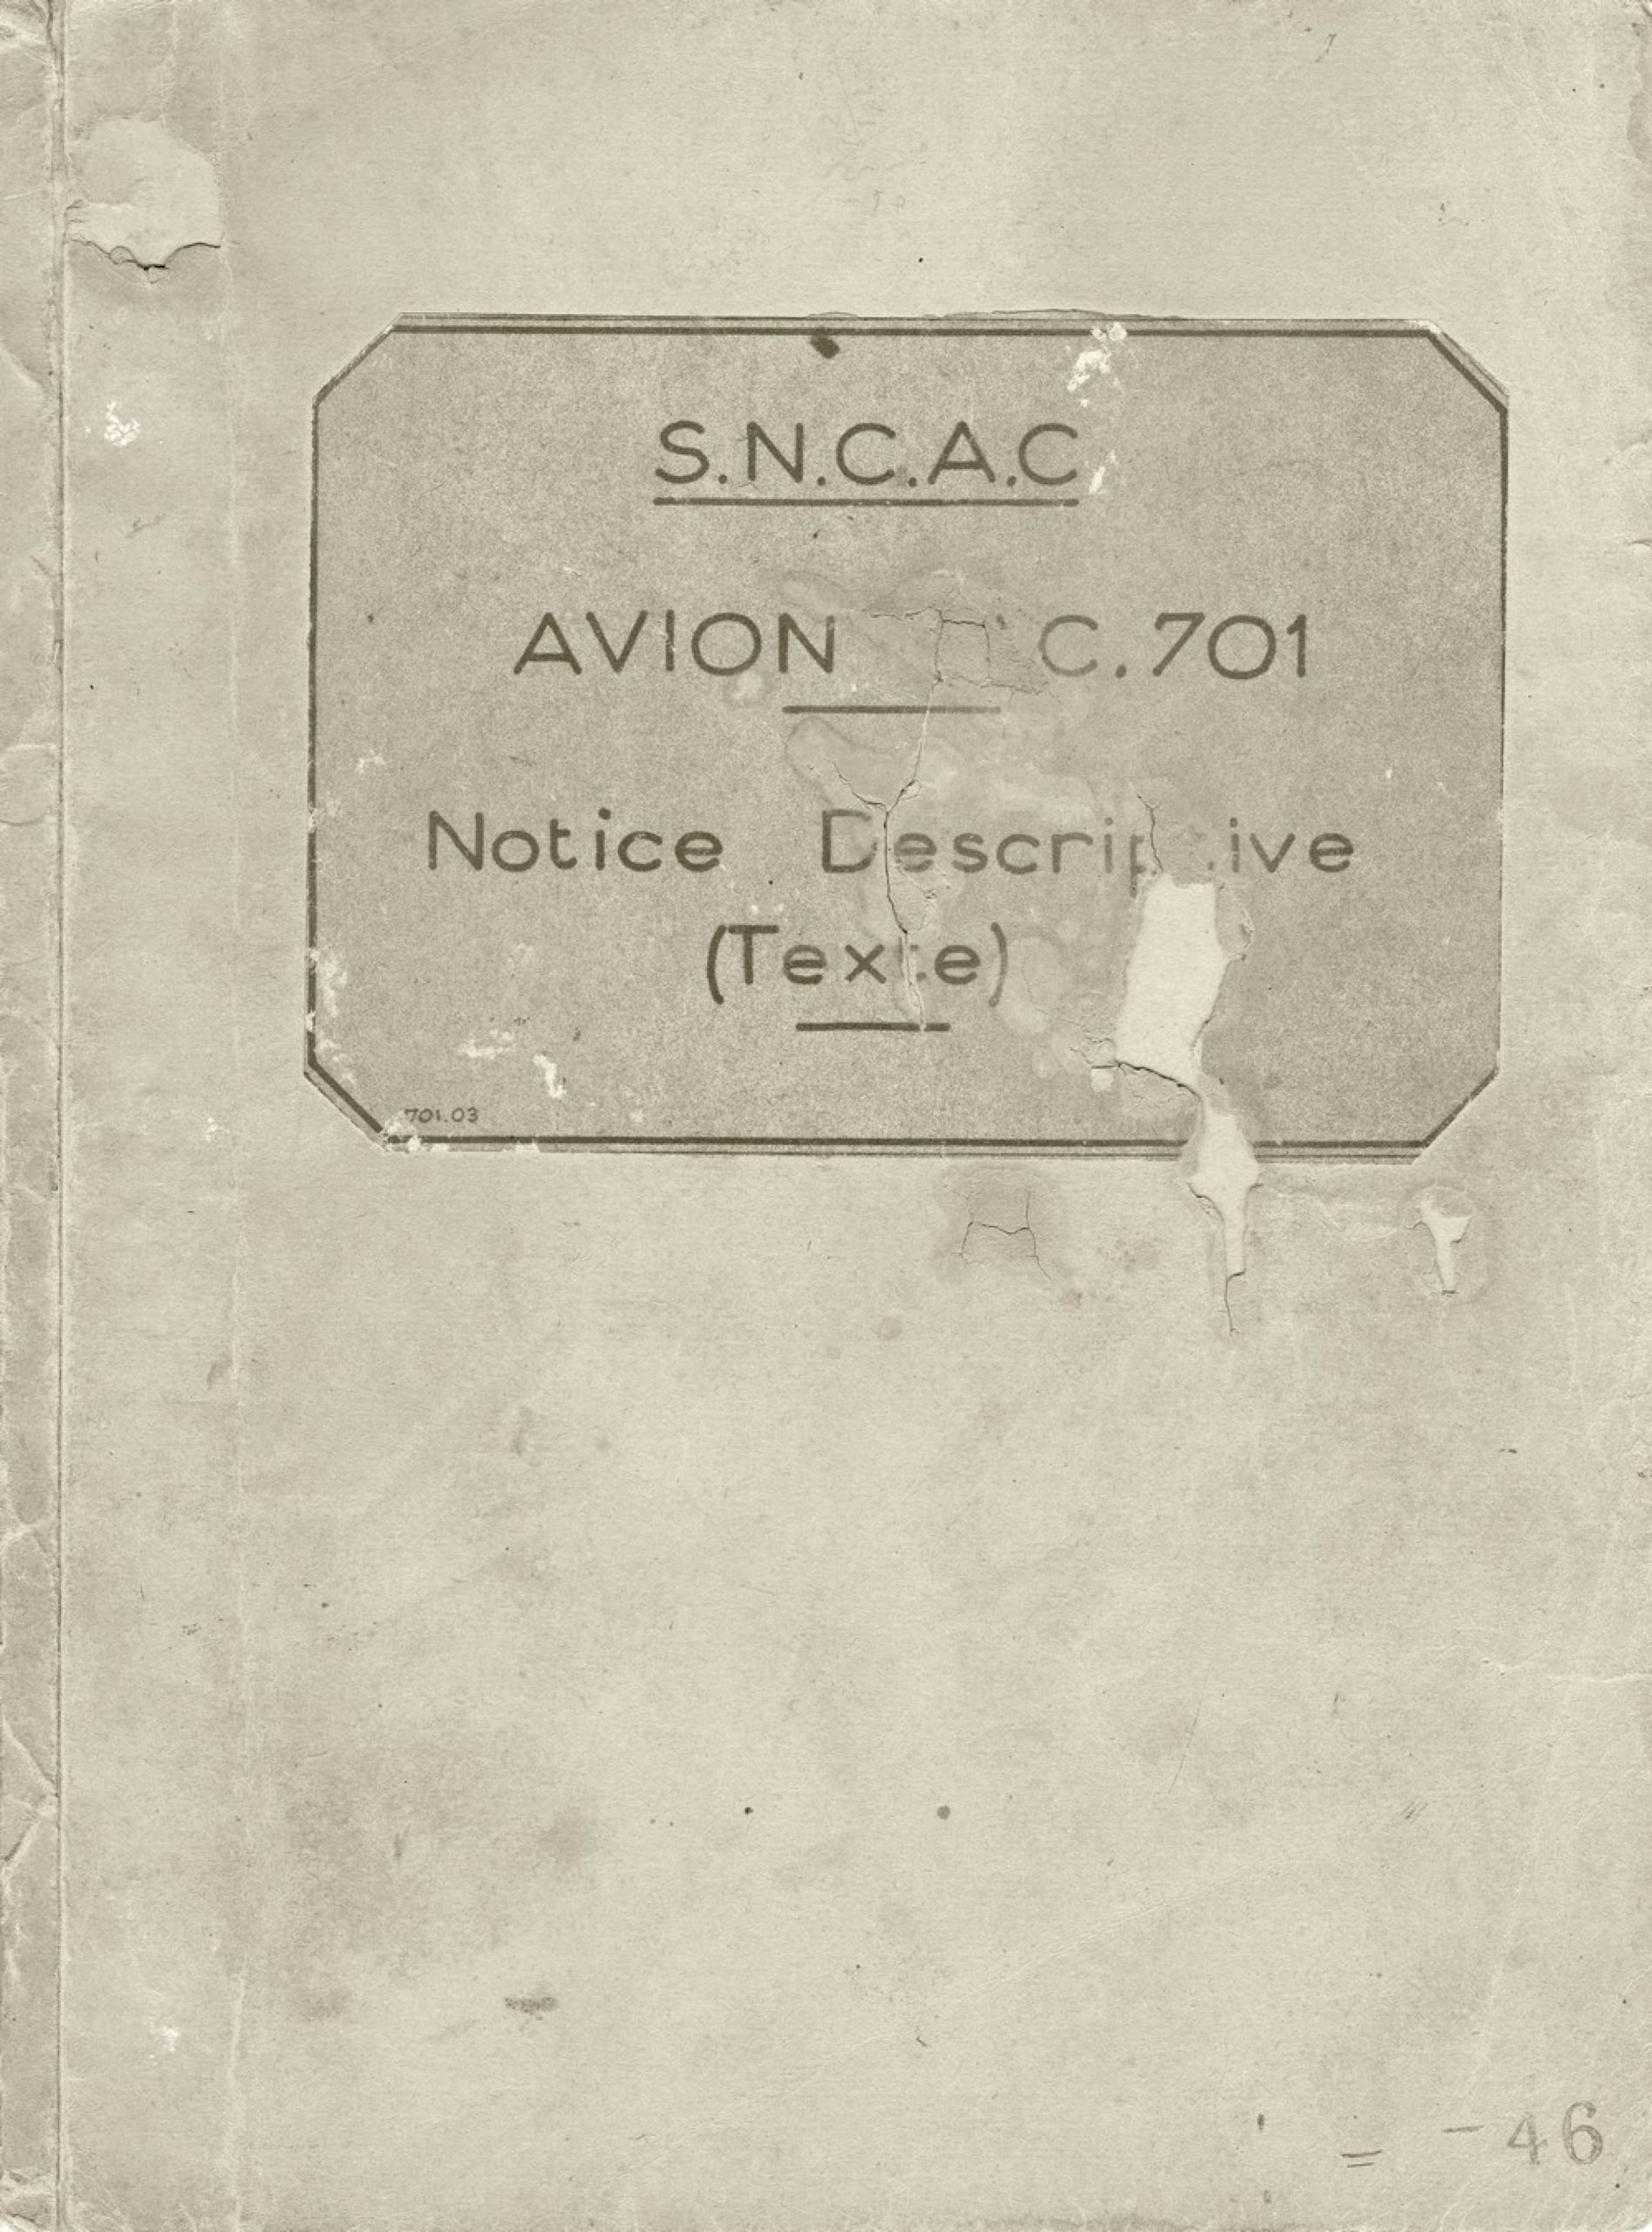 S.N.C.A.C
AVION C.701
Notice Descriptive
(Texte)
701.03
-46